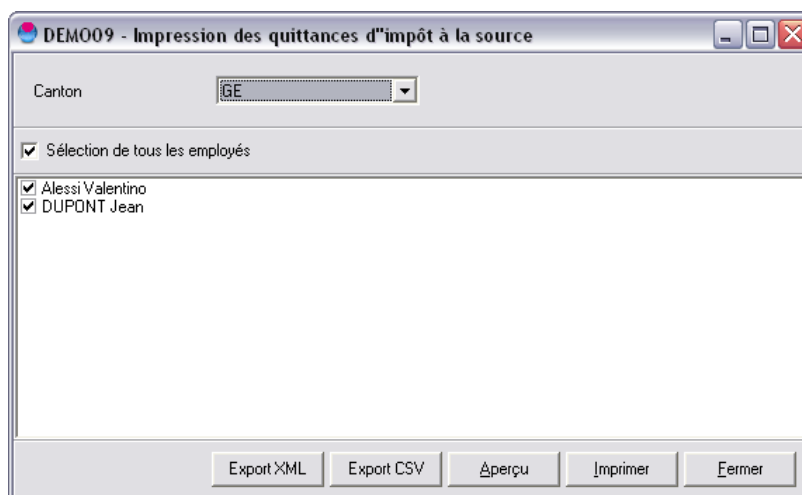 DEMO09 - Impression des quittances d"impôt à la source
Canton GE
Sélection de tous les employés
Alessi Valentino
DUPONT Jean
Export XML Export CSV Aperçu Imprimer Fermer